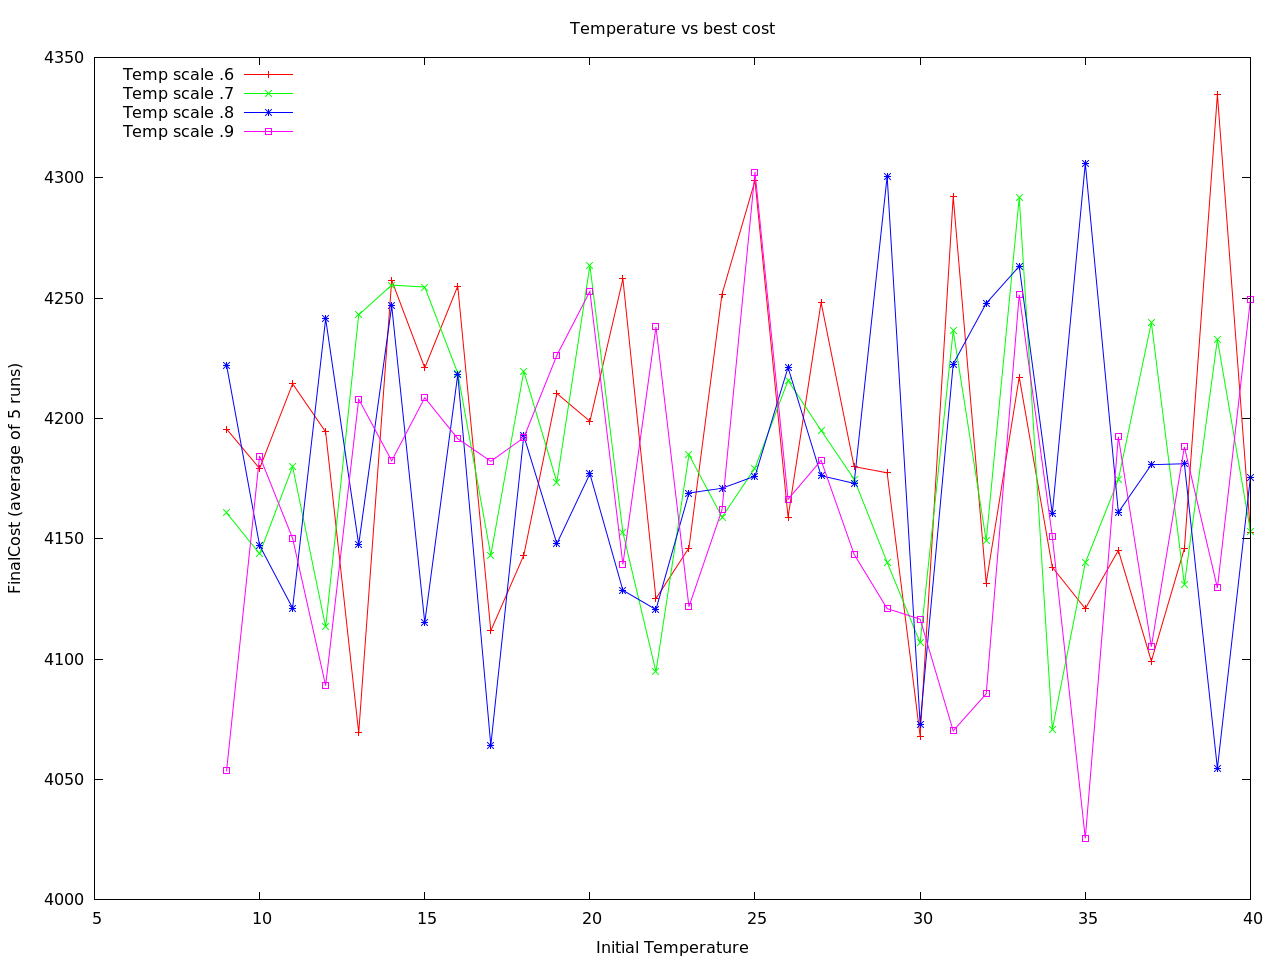 Temperature vs best cost
4350
4300
4250
4200
4150
4100
4050
4000
FinalCost (average of 5 runs)
Temp scale .6
Temp scale .7
Temp scale .8
Temp scale .9
5 10 15 20 25 30 35 40
Initial Temperature